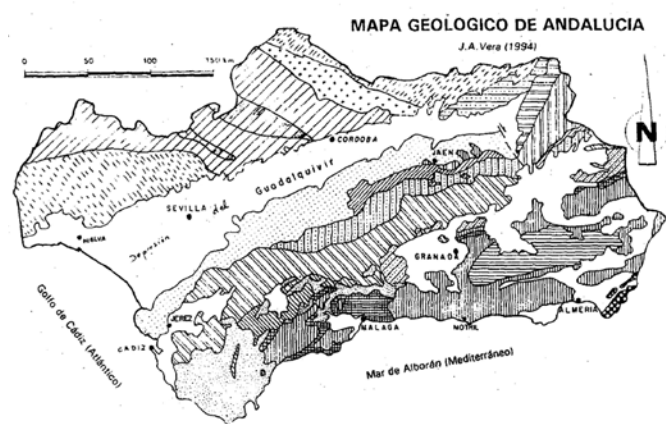 MAPA GEOLOGICO DE ANDALUCIA
J.A. Vera (1994)
0 50 100 150 km
N
CORDOBA
JAEN
Guadalquivir
SEVILLA
del
HUELVA
Depresión
GRANADA
JEREZ
MALAGA
MOTRIL
ALMERIA
CADIZ
Golfo de Cádiz (Atlántico)
Mar de Alborán (Mediterráneo)